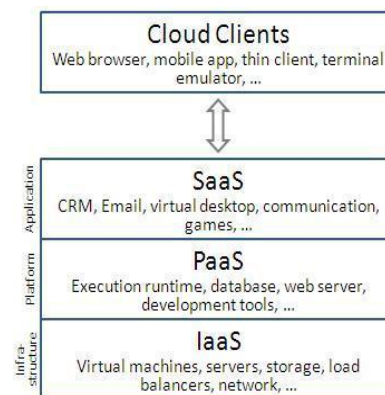 Cloud Clients
Web browser, mobile app, thin client, terminal
emulator, ...
Application
SaaS
CRM, Email, virtual desktop, communication,
games, ...
Platform
PaaS
Execution runtime, database, web server,
development tools, ...
Infra-
structure
IaaS
Virtual machines, servers, storage, load
balancers, network, ...